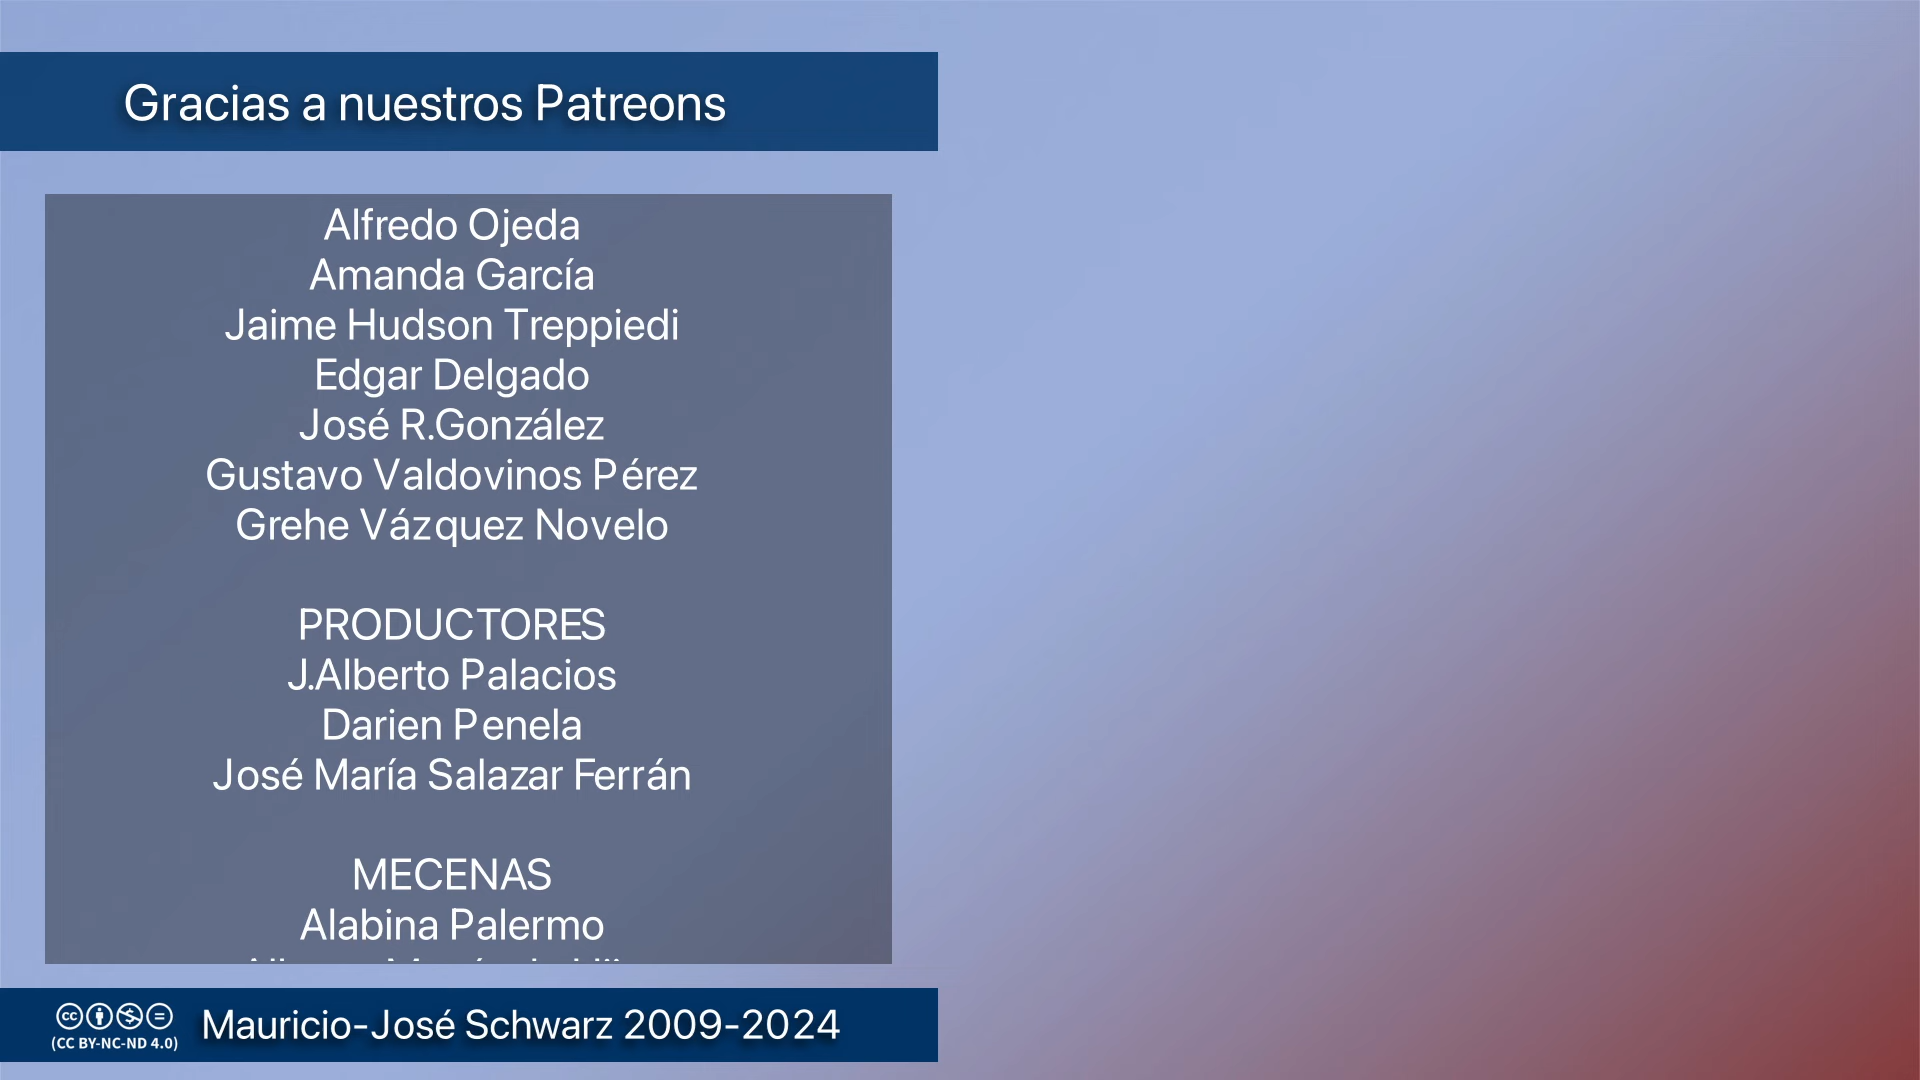 Gracias a nuestros Patreons
Alfredo Ojeda
Amanda García
Jaime Hudson Treppiedi
Edgar Delgado
José R.González
Gustavo Valdovinos Pérez
Grehe Vázquez Novelo
PRODUCTORES
J.Alberto Palacios
Darien Penela
José María Salazar Ferrán
MECENAS
Alabina Palermo
(CC BY-NC-ND 4.0)
Mauricio-José Schwarz 2009-2024